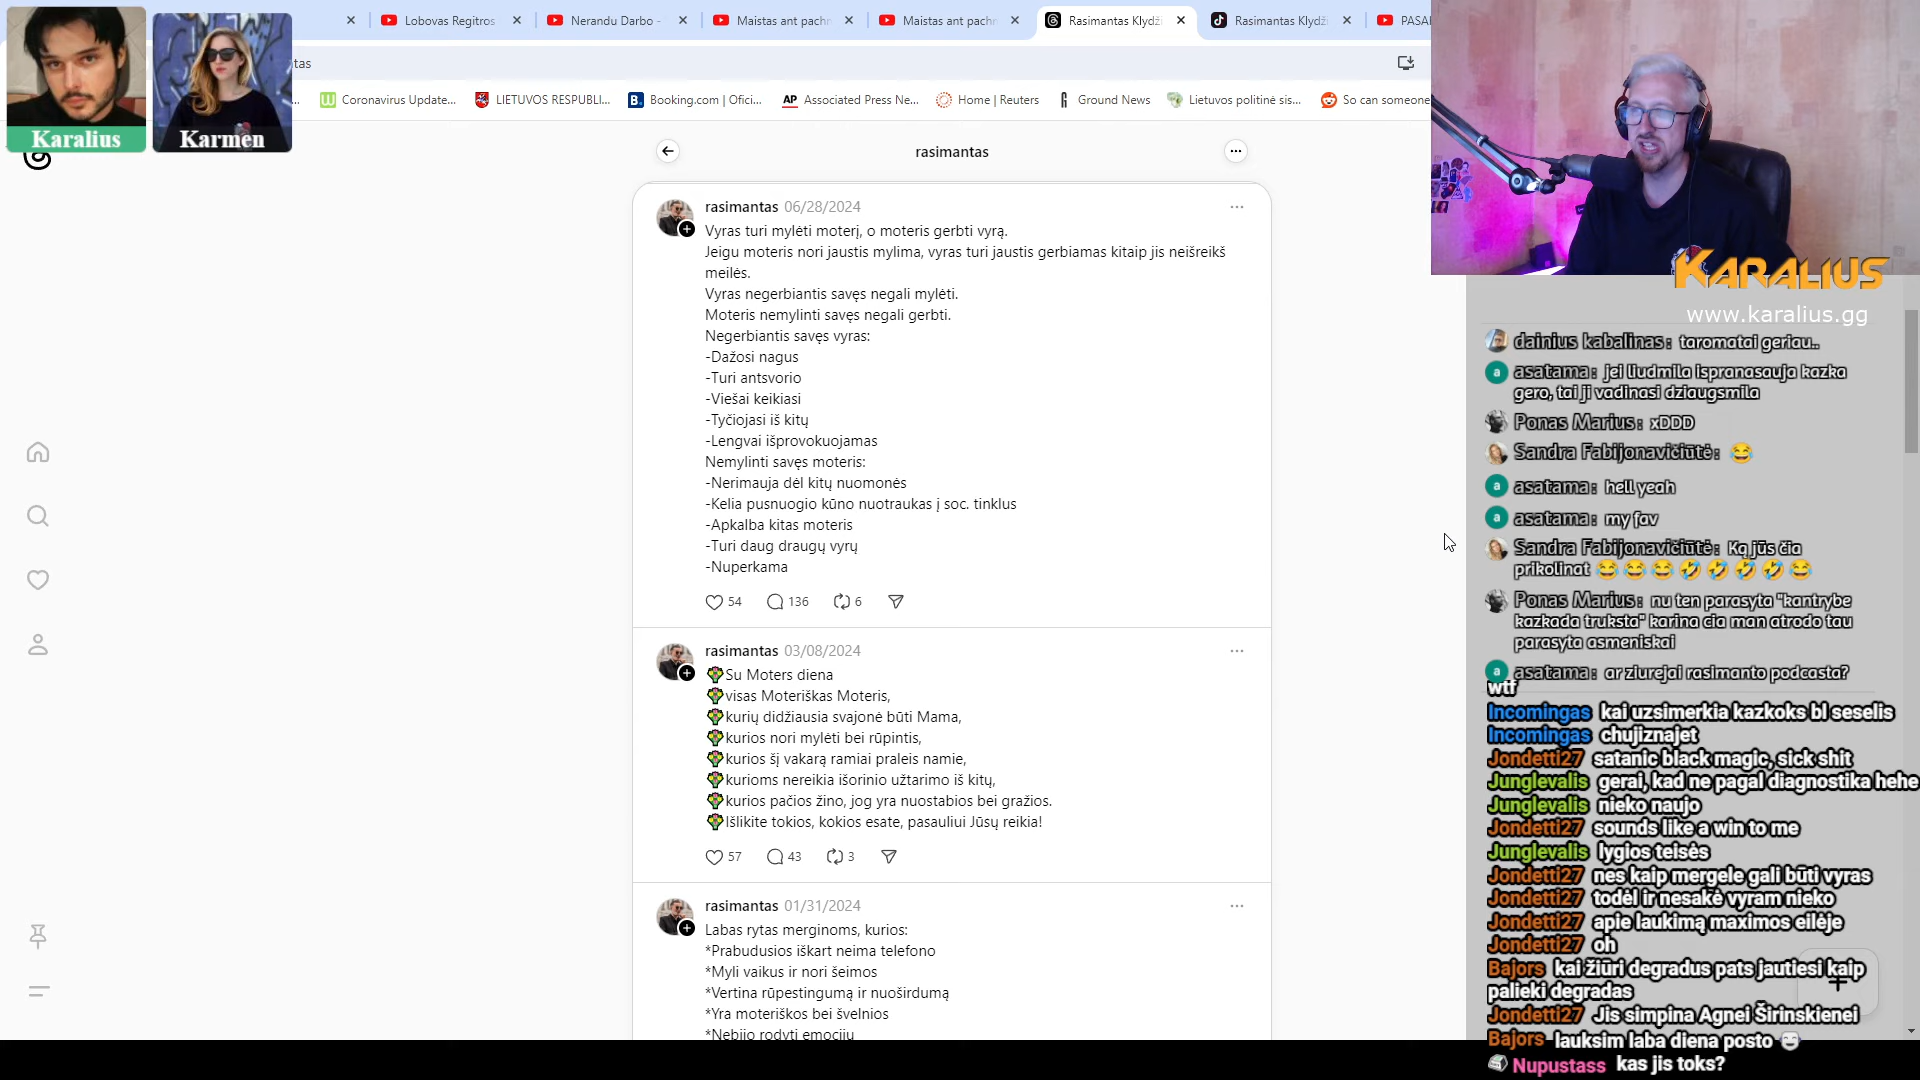 Lobovas Regitros
Nerandu Darbo -
Maistas ant pachm
Maistas ant pachm
Rasimantas Klydži
Rasimantas Klydži
PASAK
tas
Coronavirus Update...
LIETUVOS RESPUBLI...
Booking.com | Ofici...
AP Associated Press Ne...
Home | Reuters
Ground News
Lietuvos politinė sis...
So can someone
Karalius
Karmen
rasimantas
rasimantas 06/28/2024
Vyras turi mylėti moterį, o moteris gerbti vyrą.
Jeigu moteris nori jaustis mylima, vyras turi jaustis gerbiamas kitaip jis neišreikš
meilės.
Vyras negerbiantis savęs negali mylėti.
Moteris nemylinti savęs negali gerbti.
Negerbiantis savęs vyras:
-Dažosi nagus
-Turi antsvorio
-Viešai keikiasi
-Tyčiojasi iš kitų
-Lengvai išprovokuojamas
Nemylinti savęs moteris:
-Nerimauja dėl kitų nuomonės
-Kelia pusnuogio kūno nuotraukas į soc. tinklus
-Apkalba kitas moteris
-Turi daug draugų vyrų
-Nuperkama
54 136 6
rasimantas 03/08/2024
💐Su Moters diena
💐visas Moteriškas Moteris,
💐kurių didžiausia svajonė būti Mama,
💐kurios nori mylėti bei rūpintis,
💐kurios šį vakarą ramiai praleis namie,
💐kurioms nereikia išorinio užtarimo iš kitų,
💐kurios pačios žino, jog yra nuostabios bei gražios.
💐Išlikite tokios, kokios esate, pasauliui Jūsų reikia!
57 43 3
rasimantas 01/31/2024
Labas rytas merginoms, kurios:
*Prabudusios iškart neima telefono
*Myli vaikus ir nori šeimos
*Vertina rūpestingumą ir nuoširdumą
*Yra moteriškos bei švelnios
*Nebijo rodyti emocijų
KARALIUS
www.karalius.gg
dainius kabalinas: taromatai geriau..
asatama: jei liudmila ispranasauja kazka
gero, tai ji vadinasi dziaugsmila
Ponas Marius: xDDD
Sandra Fabijonavičiūtė: 😂
asatama: hell yeah
asatama: my fav
Sandra Fabijonavičiūtė: Ką jūs čia
prikolinat 😂😂😂🤣🤣🤣🤣😂
Ponas Marius: nu ten parasyta "kantrybe
kazkada truksta" karina cia man atrodo tau
parasyta asmeniskai
asatama: ar ziurejai rasimanto podcasta?
wtf
Incomingas kai uzsimerkia kazkoks bl seselis
Incomingas chujiznajet
Jondetti27 satanic black magic, sick shit
Junglevalis gerai, kad ne pagal diagnostika hehe
Junglevalis nieko naujo
Jondetti27 sounds like a win to me
Junglevalis lygios teisės
Jondetti27 nes kaip mergele gali būti vyras
Jondetti27 todėl ir nesakė vyram nieko
Jondetti27 apie laukimą maximos eilėje
Jondetti27 oh
Bajors kai žiūri degradus pats jautiesi kaip
palieki degradas
Jondetti27 Jis simpina Agnei Širinskienei
Bajors lauksim laba diena posto
Nupustass kas jis toks?